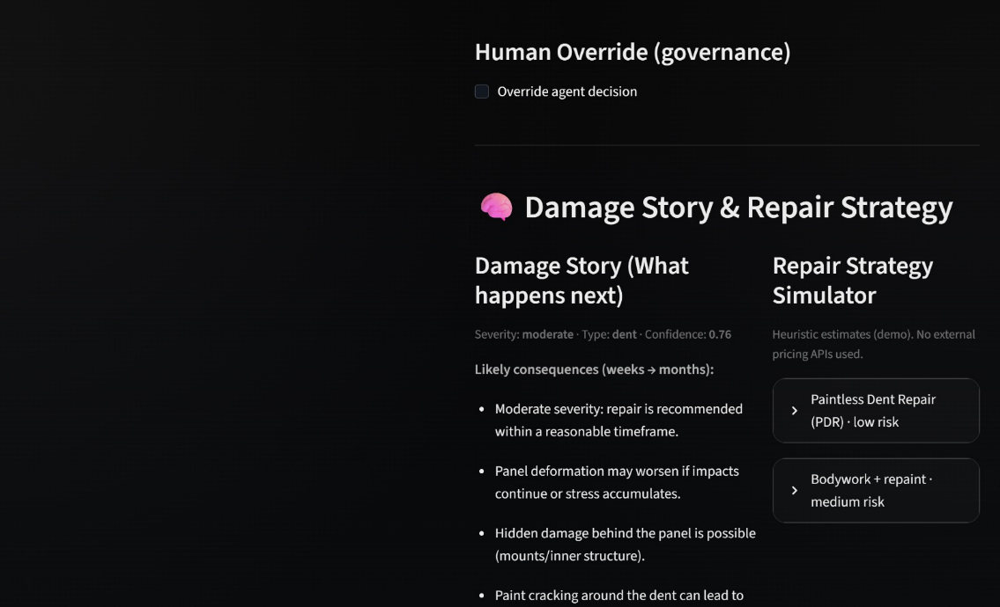 Human Override (governance)
Override agent decision
🧠 Damage Story & Repair Strategy
Damage Story (What
happens next)
Severity: moderate · Type: dent · Confidence: 0.76
Likely consequences (weeks → months):
• Moderate severity: repair is recommended
within a reasonable timeframe.
• Panel deformation may worsen if impacts
continue or stress accumulates.
• Hidden damage behind the panel is possible
(mounts/inner structure).
• Paint cracking around the dent can lead to
Repair Strategy
Simulator
Heuristic estimates (demo). No external
pricing APIs used.
Paintless Dent Repair
(PDR) · low risk
Bodywork + repaint ·
medium risk